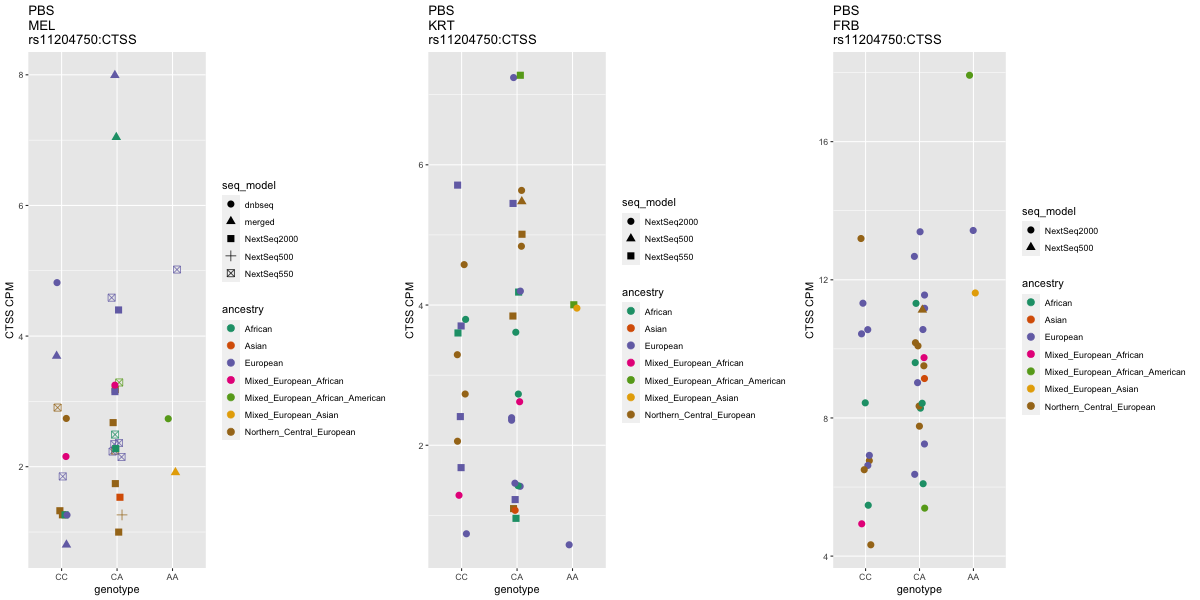 PBS
MEL
rs11204750:CTSS
8
6
4
2
CTSS CPM
CC
CA
AA
genotype
seq_model
dnbseq
merged
NextSeq2000
NextSeq500
NextSeq550
ancestry
African
Asian
European
Mixed_European_African
Mixed_European_African_American
Mixed_European_Asian
Northern_Central_European
PBS
KRT
rs11204750:CTSS
6
4
2
CTSS CPM
CC
CA
AA
genotype
seq_model
NextSeq2000
NextSeq500
NextSeq550
ancestry
African
Asian
European
Mixed_European_African
Mixed_European_African_American
Mixed_European_Asian
Northern_Central_European
PBS
FRB
rs11204750:CTSS
16
12
8
4
CTSS CPM
CC
CA
AA
genotype
seq_model
NextSeq2000
NextSeq500
ancestry
African
Asian
European
Mixed_European_African
Mixed_European_African_American
Mixed_European_Asian
Northern_Central_European